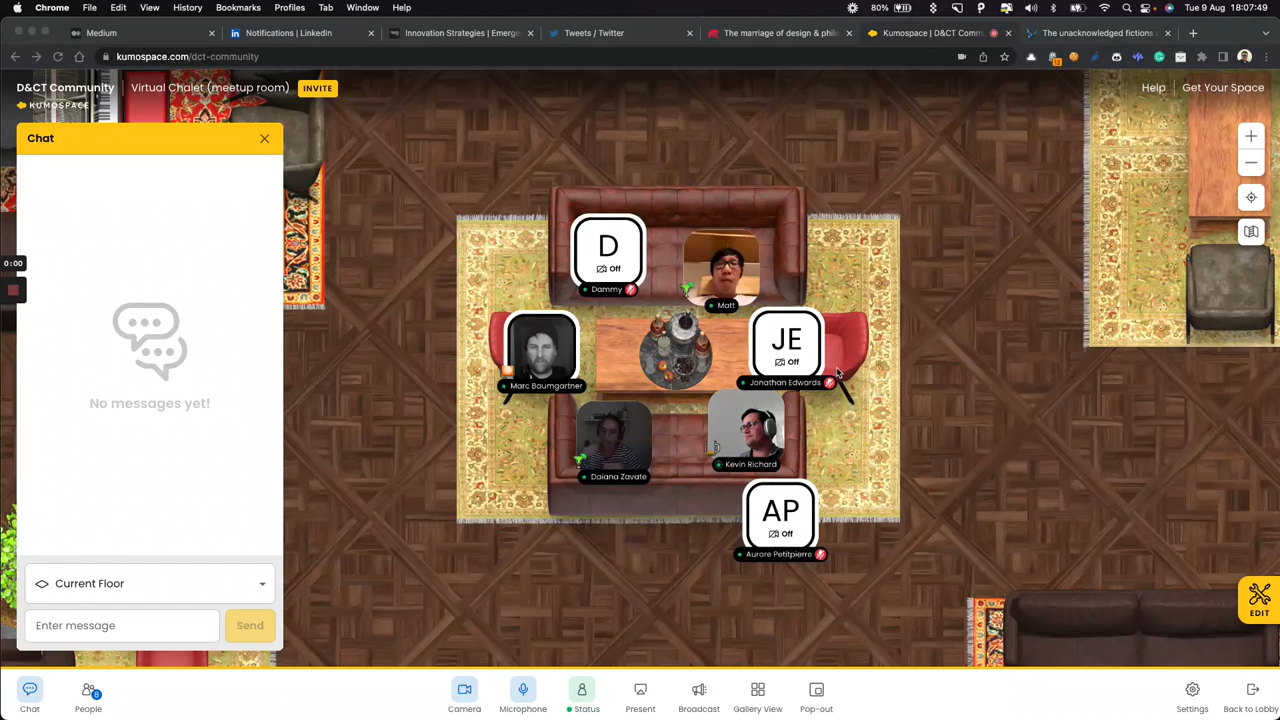 Chrome File Edit View History Bookmarks Profiles Tab Window Help 80% Tue 9 Aug 18:07:49
Medium Notifications | LinkedIn Innovation Strategies | Emerge Tweets / Twitter The marriage of design & phil Kumospace | D&CT Comm The unacknowledged fictions
kumospace.com/dct-community
D&CT Community Virtual Chalet (meetup room) INVITE Help Get Your Space
KUMOSPACE
Chat
0:00
No messages yet!
Current Floor
Enter message Send
D
Off
Dammy
Matt
Marc Baumgartner
JE
Off
Jonathan Edwards
Daiana Zavate
Kevin Richard
AP
Off
Aurore Petitpierre
EDIT
Chat People 8 Camera Microphone Status Present Broadcast Gallery View Pop-out Settings Back to Lobby